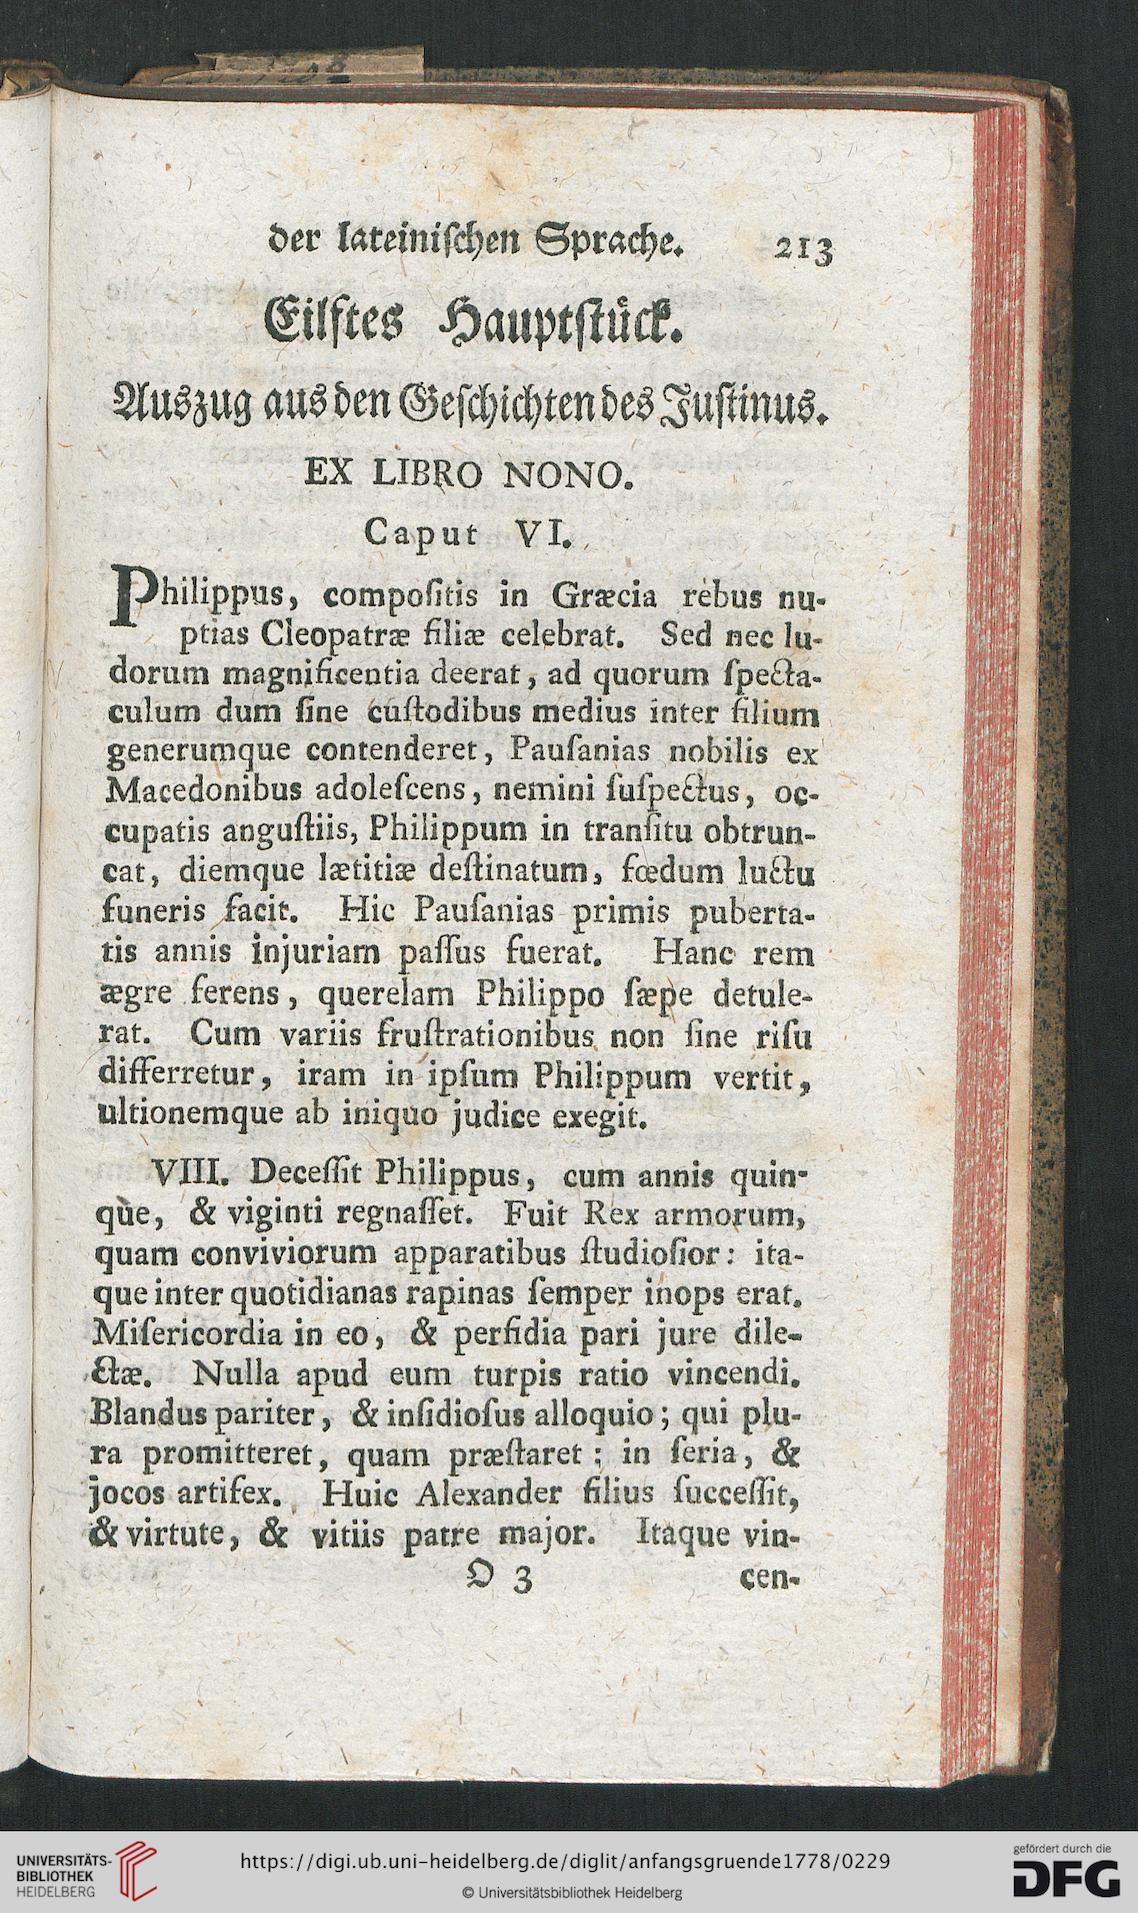 der lateiniſchen Sprache. 213
Eilftes Hauptſtück.
Auszug aus den Geſchichten des Juſtinus.
EX LIBRO NONO.
Caput VI.
Philippus, compoſitis in Græcia rebus nu-
ptias Cleopatræ filiæ celebrat. Sed nec lu-
dorum magnificentia deerat, ad quorum ſpecta-
culum dum ſine cuſtodibus medius inter filium
generumque contenderet, Pauſanias nobilis ex
Macedonibus adoleſcens, nemini ſuſpectus, oc-
cupatis anguſtiis, Philippum in tranſitu obtrun-
cat, diemque lætitiæ deſtinatum, fœdum luctu
funeris facit. Hic Pauſanias primis puberta-
tis annis injuriam paſſus fuerat. Hanc rem
ægre ferens, querelam Philippo ſæpe detule-
rat. Cum variis fruſtrationibus non ſine riſu
differretur, iram in ipſum Philippum vertit,
ultionemque ab iniquo judice exegit.
VIII. Deceſſit Philippus, cum annis quin-
que, & viginti regnaſſet. Fuit Rex armorum,
quam conviviorum apparatibus ſtudioſior: ita-
que inter quotidianas rapinas ſemper inops erat.
Miſericordia in eo, & perfidia pari jure dile-
ctæ. Nulla apud eum turpis ratio vincendi.
Blandus pariter, & inſidioſus alloquio; qui plu-
ra promitteret, quam præſtaret; in ſeria, &
jocos artifex. Huic Alexander filius ſucceſſit,
& virtute, & vitiis patre major. Itaque vin-
O 3 cen-
UNIVERSITÄTS-
BIBLIOTHEK
HEIDELBERG
https://digi.ub.uni-heidelberg.de/diglit/anfangsgruende1778/0229
© Universitätsbibliothek Heidelberg
gefördert durch die
DFG